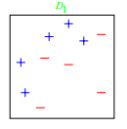 D1
+
+ + −
+ − −
+ −
−